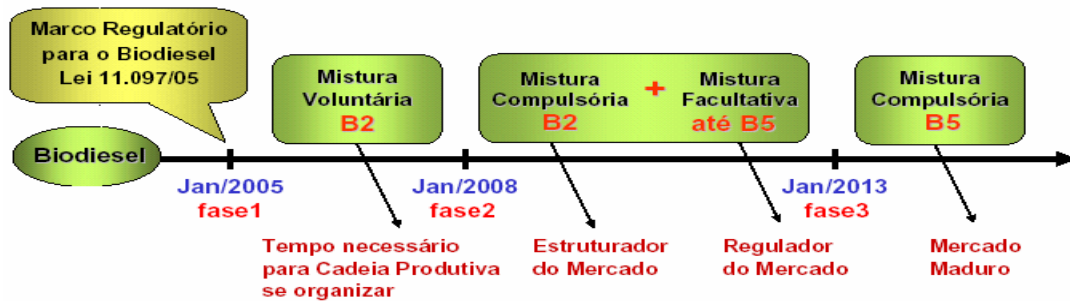 Marco Regulatório
para o Biodiesel
Lei 11.097/05
Mistura
Voluntária
B2
Mistura
Compulsória
B2
+
Mistura
Facultativa
até B5
Mistura
Compulsória
B5
Biodiesel
Jan/2005
fase1
Jan/2008
fase2
Jan/2013
fase3
Tempo necessário
para Cadeia Produtiva
se organizar
Estruturador
do Mercado
Regulador
do Mercado
Mercado
Maduro